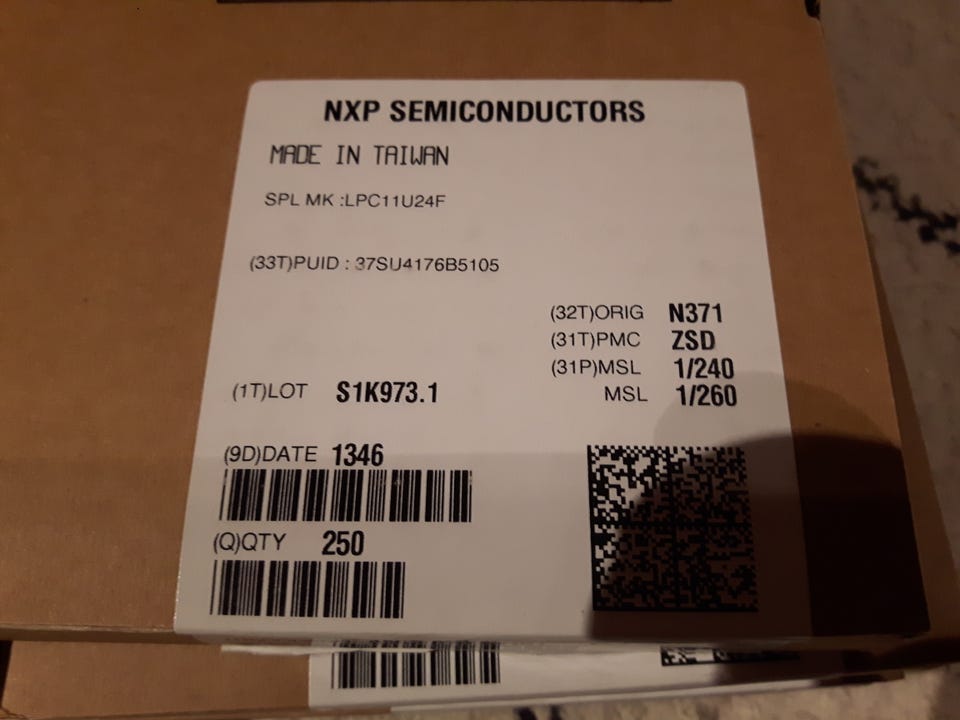 NXP SEMICONDUCTORS
MADE IN TAIWAN
SPL MK :LPC11U24F
(33T)PUID : 37SU4176B5105
(32T)ORIG N371
(31T)PMC ZSD
(31P)MSL 1/240
MSL 1/260
(1T)LOT S1K973.1
(9D)DATE 1346
(Q)QTY 250